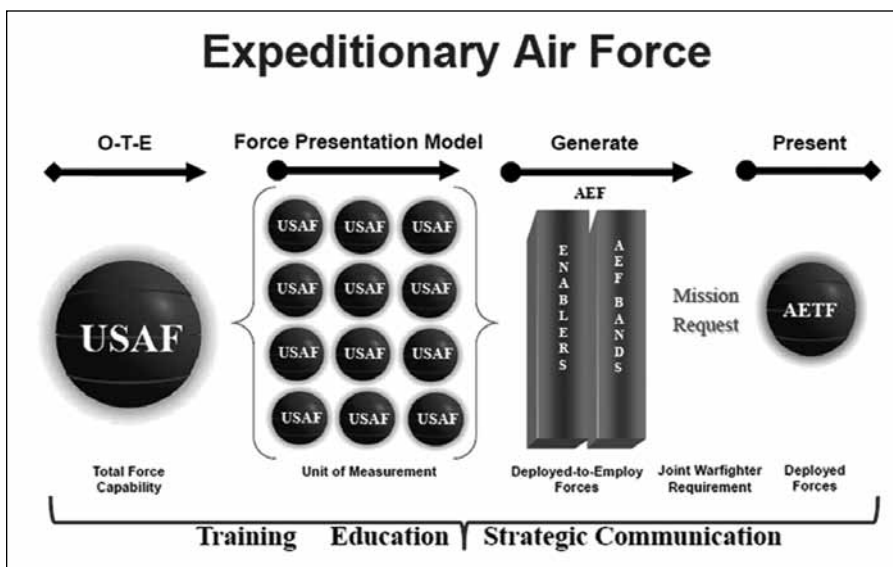 Expeditionary Air Force
O-T-E
Force Presentation Model
Generate
Present
AEF
USAF
USAF USAF USAF
USAF USAF USAF
USAF USAF USAF
USAF USAF USAF
ENABLERS
AEF BANDS
Mission
Request
AETF
Total Force
Capability
Unit of Measurement
Deployed-to-Employ
Forces
Joint Warfighter
Requirement
Deployed
Forces
Training Education Strategic Communication